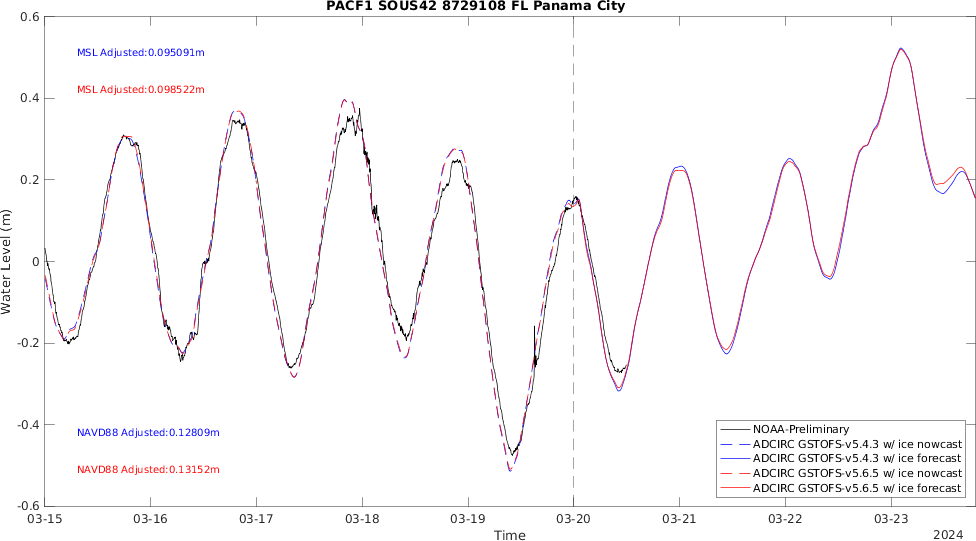 PACF1 SOUS42 8729108 FL Panama City
0.6
MSL Adjusted:0.095091m
MSL Adjusted:0.098522m
0.4
0.2
0
-0.2
-0.4
-0.6
Water Level (m)
NAVD88 Adjusted:0.12809m
NAVD88 Adjusted:0.13152m
NOAA-Preliminary
ADCIRC GSTOFS-v5.4.3 w/ ice nowcast
ADCIRC GSTOFS-v5.4.3 w/ ice forecast
ADCIRC GSTOFS-v5.6.5 w/ ice nowcast
ADCIRC GSTOFS-v5.6.5 w/ ice forecast
03-15 03-16 03-17 03-18 03-19 03-20 03-21 03-22 03-23
Time
2024